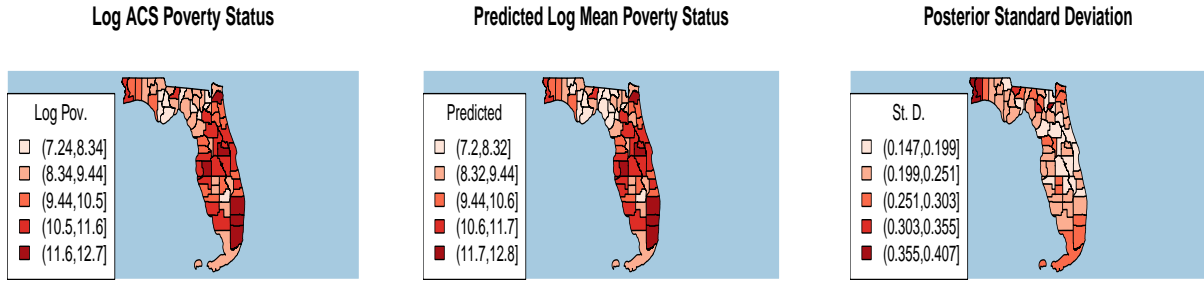 Log ACS Poverty Status
Log Pov.
(7.24,8.34]
(8.34,9.44]
(9.44,10.5]
(10.5,11.6]
(11.6,12.7]
Predicted Log Mean Poverty Status
Predicted
(7.2,8.32]
(8.32,9.44]
(9.44,10.6]
(10.6,11.7]
(11.7,12.8]
Posterior Standard Deviation
St. D.
(0.147,0.199]
(0.199,0.251]
(0.251,0.303]
(0.303,0.355]
(0.355,0.407]